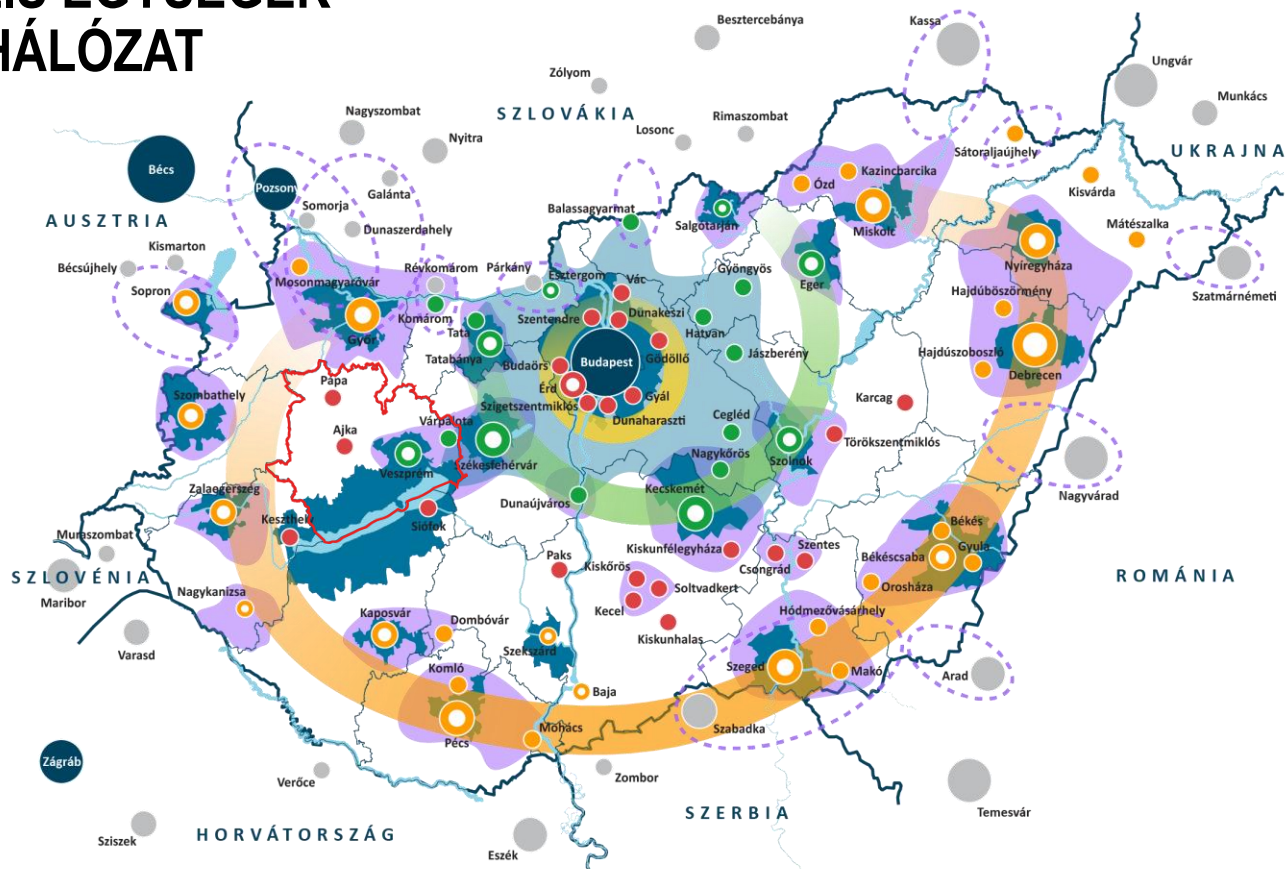 HÁLÓZAT
Besztercebánya
Kassa
Ungvár
Zólyom
Munkács
Nagyszombat
SZLOVÁKIA
Rimaszombat
Losonc
Nyitra
UKRAJNA
Sátoraljaújhely
Bécs
Kazincbarcika
Ózd
Kisvárda
Pozsony
Galánta
Somorja
Balassagyarmat
Salgótarján
Miskolc
AUSZTRIA
Dunaszerdahely
Mátészalka
Kismarton
Bécsújhely
Révkomárom
Párkány
Esztergom
Vác
Gyöngyös
Eger
Nyíregyháza
Mosonmagyaróvár
Sopron
Hajdúböszörmény
Szatmárnémeti
Komárom
Szentendre
Dunakeszi
Tata
Hatvan
Győr
Tatabánya
Budapest
Gödöllő
Jászberény
Hajdúszoboszló
Budaörs
Debrecen
Pápa
Érd
Gyál
Szombathely
Szigetszentmiklós
Karcag
Dunaharaszti
Cegléd
Várpalota
Ajka
Törökszentmiklós
Nagykőrös
Szolnok
Veszprém
Székesfehérvár
Zalaegerszeg
Kecskemét
Nagyvárad
Dunaújváros
Keszthely
Siófok
Békés
Muraszombat
Kiskunfélegyháza
Szentes
Gyula
Paks
Békéscsaba
Kiskőrös
Csongrád
SZLOVÉNIA
ROMÁNIA
Soltvadkert
Orosháza
Nagykanizsa
Maribor
Kecel
Hódmezővásárhely
Kaposvár
Dombóvár
Kiskunhalas
Szekszárd
Varasd
Komló
Szeged
Makó
Arad
Baja
Mohács
Szabadka
Pécs
Zágráb
Zombor
Verőce
SZERBIA
Temesvár
HORVÁTORSZÁG
Sziszek
Eszék